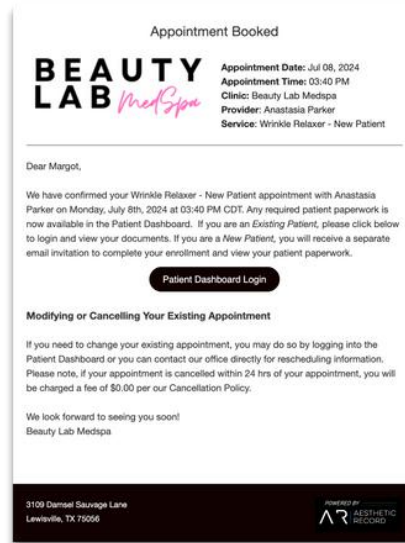 Appointment Booked
BEAUTY
LAB MedSpa
Appointment Date: Jul 08, 2024
Appointment Time: 03:40 PM
Clinic: Beauty Lab Medspa
Provider: Anastasia Parker
Service: Wrinkle Relaxer - New Patient
Dear Margot,
We have confirmed your Wrinkle Relaxer - New Patient appointment with Anastasia
Parker on Monday, July 8th, 2024 at 03:40 PM CDT. Any required patient paperwork is
now available in the Patient Dashboard. If you are an Existing Patient, please click below
to login and view your documents. If you are a New Patient, you will receive a separate
email invitation to complete your enrollment and view your patient paperwork.
Patient Dashboard Login
Modifying or Cancelling Your Existing Appointment
If you need to change your existing appointment, you may do so by logging into the
Patient Dashboard or you can contact our office directly for rescheduling information.
Please note, if your appointment is cancelled within 24 hrs of your appointment, you will
be charged a fee of $0.00 per our Cancellation Policy.
We look forward to seeing you soon!
Beauty Lab Medspa
3109 Damsel Sauvage Lane
Lewisville, TX 75056
POWERED BY
AR AESTHETIC
RECORD